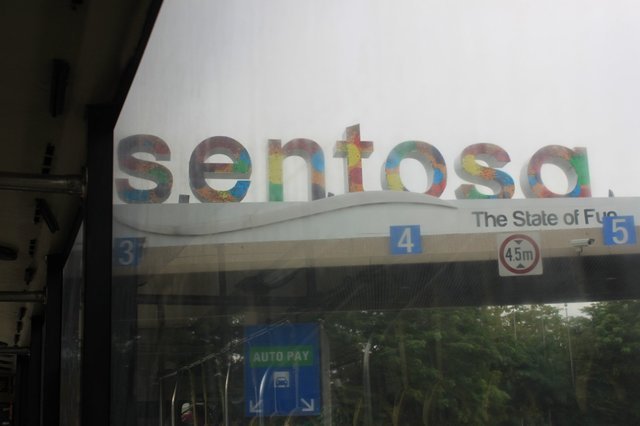 sentosa
The State of Fun
3
4
4.5m
5
AUTO PAY